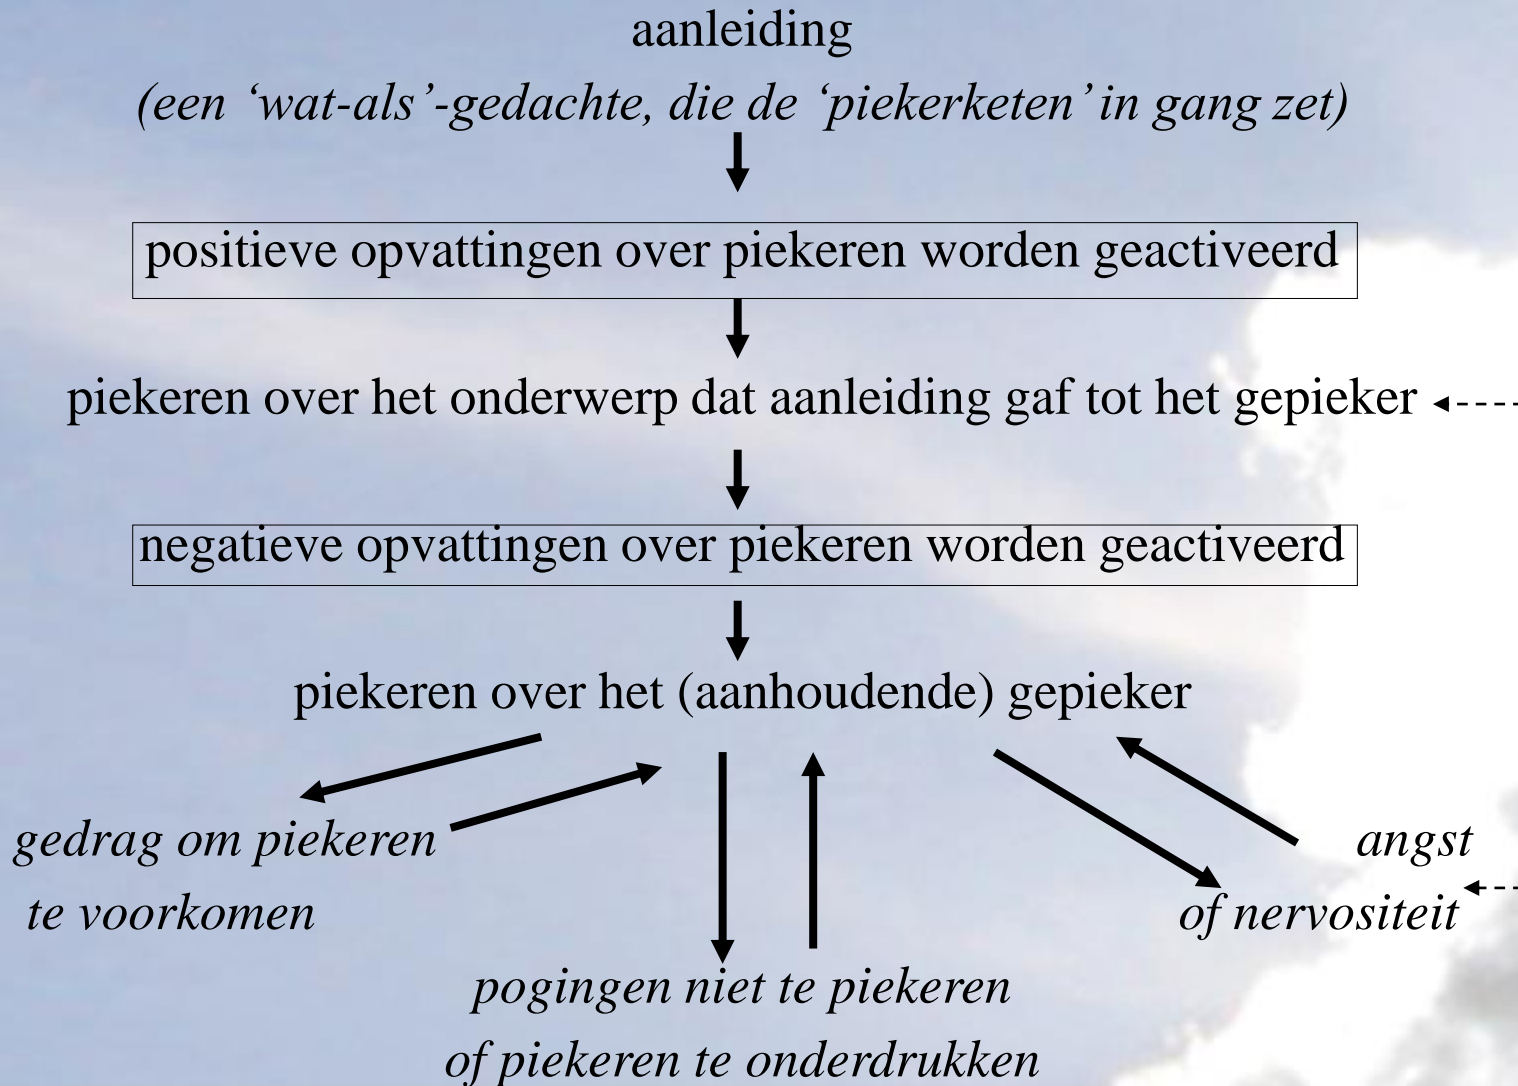 aanleiding
(een ‘wat-als’-gedachte, die de ‘piekerketen’ in gang zet)
positieve opvattingen over piekeren worden geactiveerd
piekeren over het onderwerp dat aanleiding gaf tot het gepieker
negatieve opvattingen over piekeren worden geactiveerd
piekeren over het (aanhoudende) gepieker
gedrag om piekeren
te voorkomen
angst
of nervositeit
pogingen niet te piekeren
of piekeren te onderdrukken